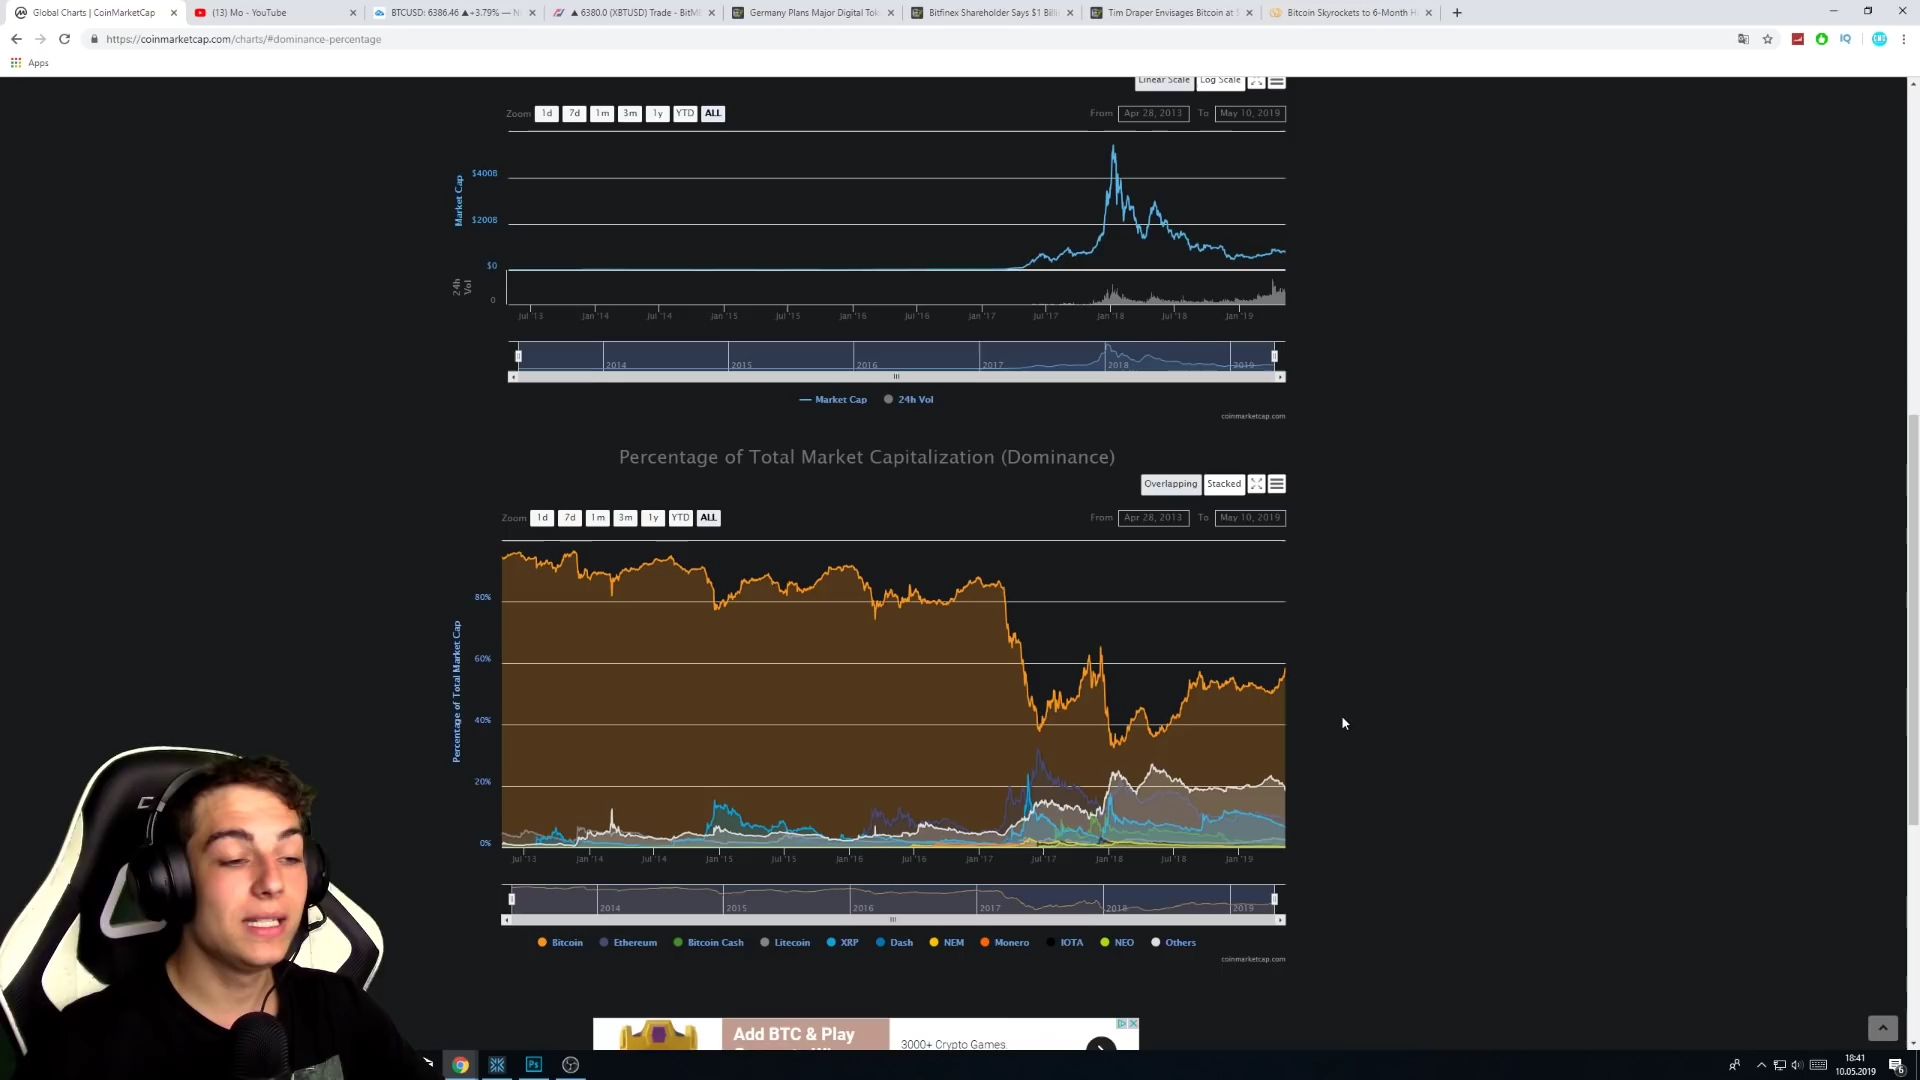 Global Charts | CoinMarketCap
(13) Mo - YouTube
BTCUSD: 6386.46 ▲+3.79% —
▲ 6380.0 (XBTUSD) Trade - BitM
Germany Plans Major Digital Tok
Bitfinex Shareholder Says $1 Billi
Tim Draper Envisages Bitcoin at
Bitcoin Skyrockets to 6-Month H
https://coinmarketcap.com/charts/#dominance-percentage
IQ
Apps
Linear Scale Log Scale
Zoom 1d 7d 1m 3m 1y YTD ALL
From Apr 28, 2013 To May 10, 2019
Market Cap
$400B
$200B
$0
24h Vol
0
Jul '13 Jan '14 Jul '14 Jan '15 Jul '15 Jan '16 Jul '16 Jan '17 Jul '17 Jan '18 Jul '18 Jan '19
2014 2015 2016 2017 2018 2019
Market Cap 24h Vol
coinmarketcap.com
Percentage of Total Market Capitalization (Dominance)
Overlapping Stacked
Zoom 1d 7d 1m 3m 1y YTD ALL
From Apr 28, 2013 To May 10, 2019
Percentage of Total Market Cap
80%
60%
40%
20%
0%
Jul '13 Jan '14 Jul '14 Jan '15 Jul '15 Jan '16 Jul '16 Jan '17 Jul '17 Jan '18 Jul '18 Jan '19
2014 2015 2016 2017 2018 2019
Bitcoin Ethereum Bitcoin Cash Litecoin XRP Dash NEM Monero IOTA NEO Others
coinmarketcap.com
Add BTC & Play
3000+ Crypto Games.
Ps
18:41
10.05.2019
6